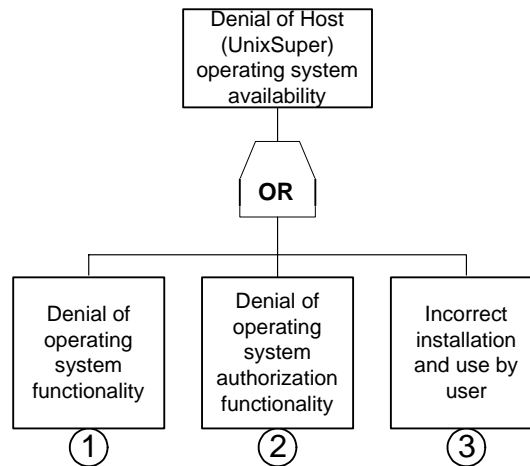 Denial of Host
(UnixSuper)
operating system
availability
OR
Denial of
operating
system
functionality
Denial of
operating
system
authorization
functionality
Incorrect
installation
and use by
user
1
2
3